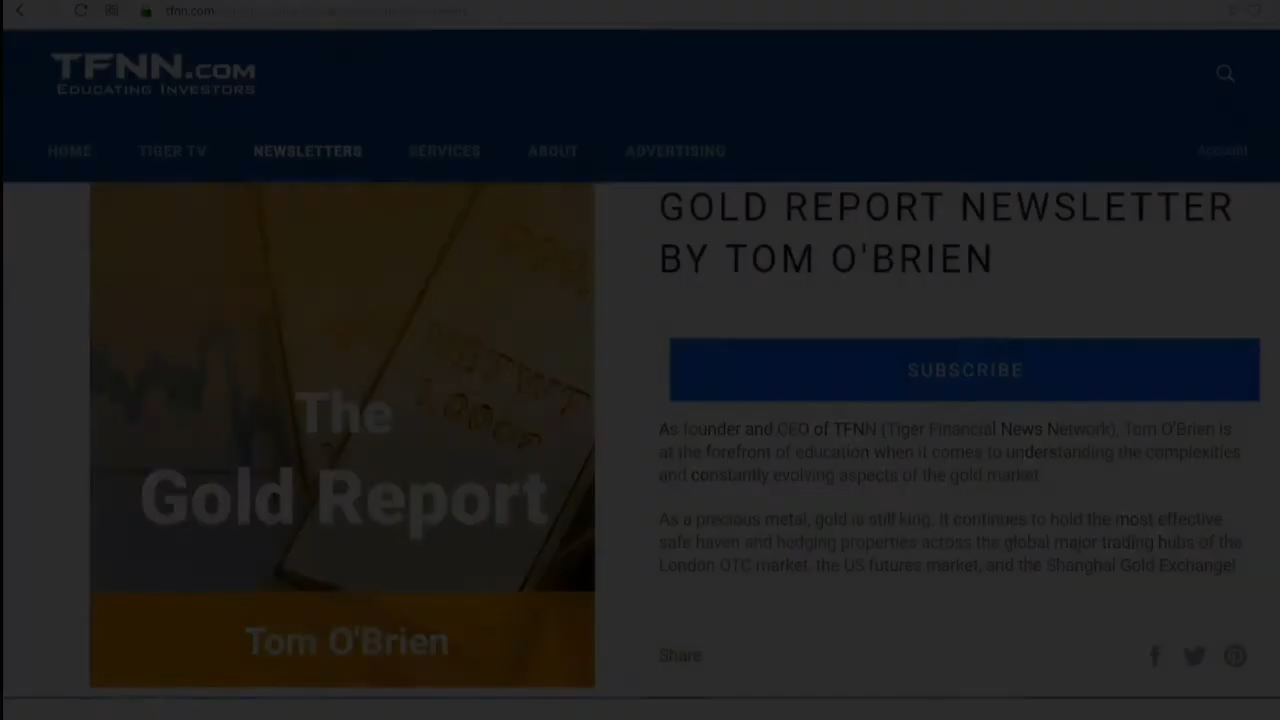 tfnn.com
TFNN.COM
EDUCATING INVESTORS
HOME TIGER TV NEWSLETTERS SERVICES ABOUT ADVERTISING Account
GOLD REPORT NEWSLETTER
BY TOM O'BRIEN
SUBSCRIBE
As founder and CEO of TFNN (Tiger Financial News Network), Tom O'Brien is
at the forefront of education when it comes to understanding the complexities
and constantly evolving aspects of the gold market.
As a precious metal, gold is still king. It continues to hold the most effective
safe haven and hedging properties across the global major trading hubs of the
London OTC market, the US futures market, and the Shanghai Gold Exchange!
Share
The
Gold Report
Tom O'Brien